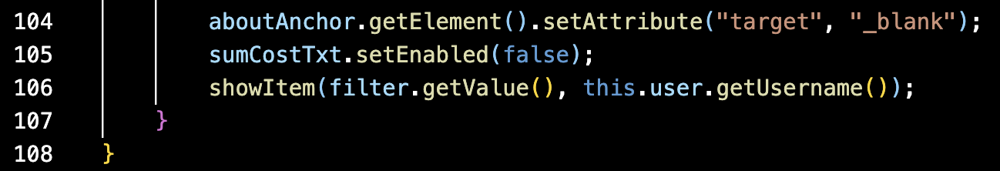 104 aboutAnchor.getElement().setAttribute("target", "_blank");
105 sumCostTxt.setEnabled(false);
106 showItem(filter.getValue(), this.user.getUsername());
107 }
108 }